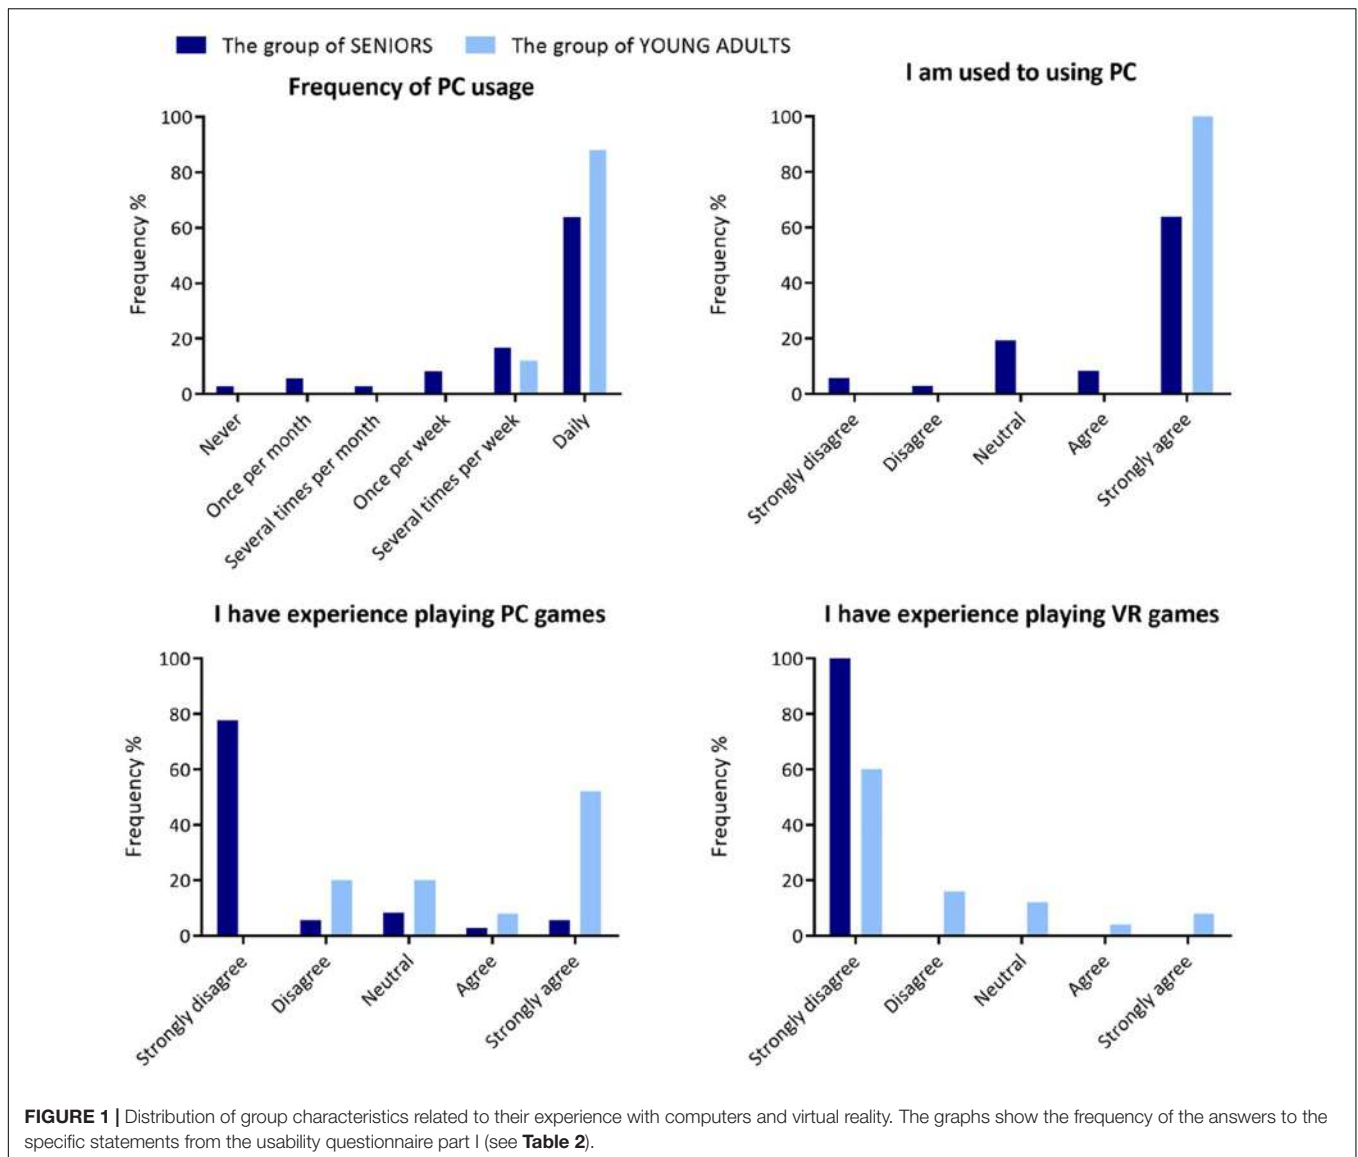 The group of SENIORS The group of YOUNG ADULTS
Frequency of PC usage
Frequency %
100
80
60
40
20
0
Never
Once per month
Several times per month
Once per week
Several times per week
Daily
I am used to using PC
Frequency %
100
80
60
40
20
0
Strongly disagree
Disagree
Neutral
Agree
Strongly agree
I have experience playing PC games
Frequency %
100
80
60
40
20
0
Strongly disagree
Disagree
Neutral
Agree
Strongly agree
I have experience playing VR games
Frequency %
100
80
60
40
20
0
Strongly disagree
Disagree
Neutral
Agree
Strongly agree
FIGURE 1 | Distribution of group characteristics related to their experience with computers and virtual reality. The graphs show the frequency of the answers to the
specific statements from the usability questionnaire part I (see Table 2).